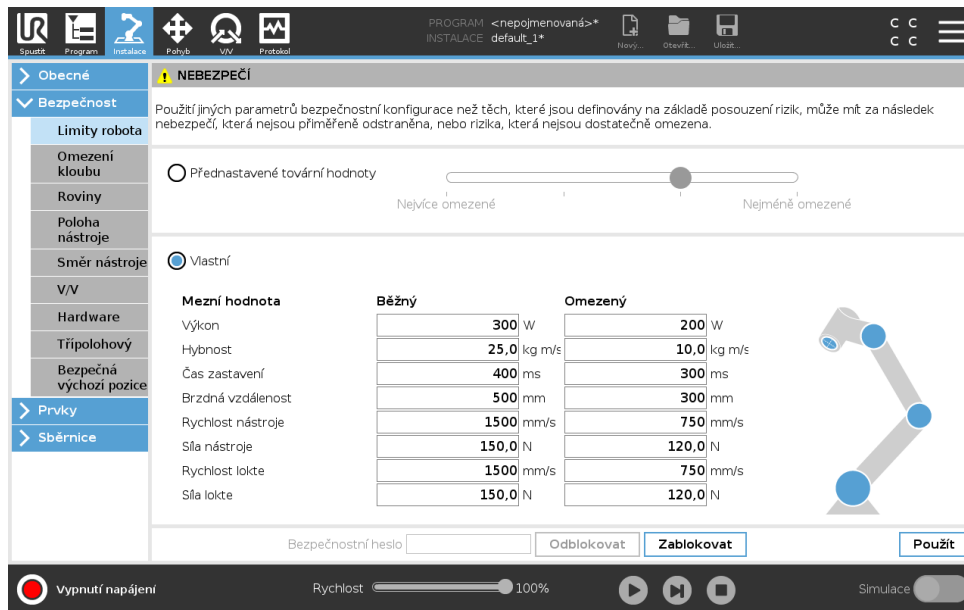 PROGRAM <nepojmenovaná>*
INSTALACE default_1*
Spustit Program Instalace Pohyb V/V Protokol Nový... Otevřít... Uložit...
C C
C C
Obecné
Bezpečnost
Limity robota
Omezení
kloubu
Roviny
Poloha
nástroje
Směr nástroje
V/V
Hardware
Třípolohový
Bezpečná
výchozí pozice
Prvky
Sběrnice
NEBEZPEČÍ
Použití jiných parametrů bezpečnostní konfigurace než těch, které jsou definovány na základě posouzení rizik, může mít za následek
nebezpečí, která nejsou přiměřeně odstraněna, nebo rizika, která nejsou dostatečně omezena.
Přednastavené tovární hodnoty
Nejvíce omezené Nejméně omezené
Vlastní
Mezní hodnota Běžný Omezený
Výkon 300 W 200 W
Hybnost 25,0 kg m/s 10,0 kg m/s
Čas zastavení 400 ms 300 ms
Brzdná vzdálenost 500 mm 300 mm
Rychlost nástroje 1500 mm/s 750 mm/s
Síla nástroje 150,0 N 120,0 N
Rychlost lokte 1500 mm/s 750 mm/s
Síla lokte 150,0 N 120,0 N
Bezpečnostní heslo Odblokovat Zablokovat Použít
Vypnutí napájení Rychlost 100% Simulace